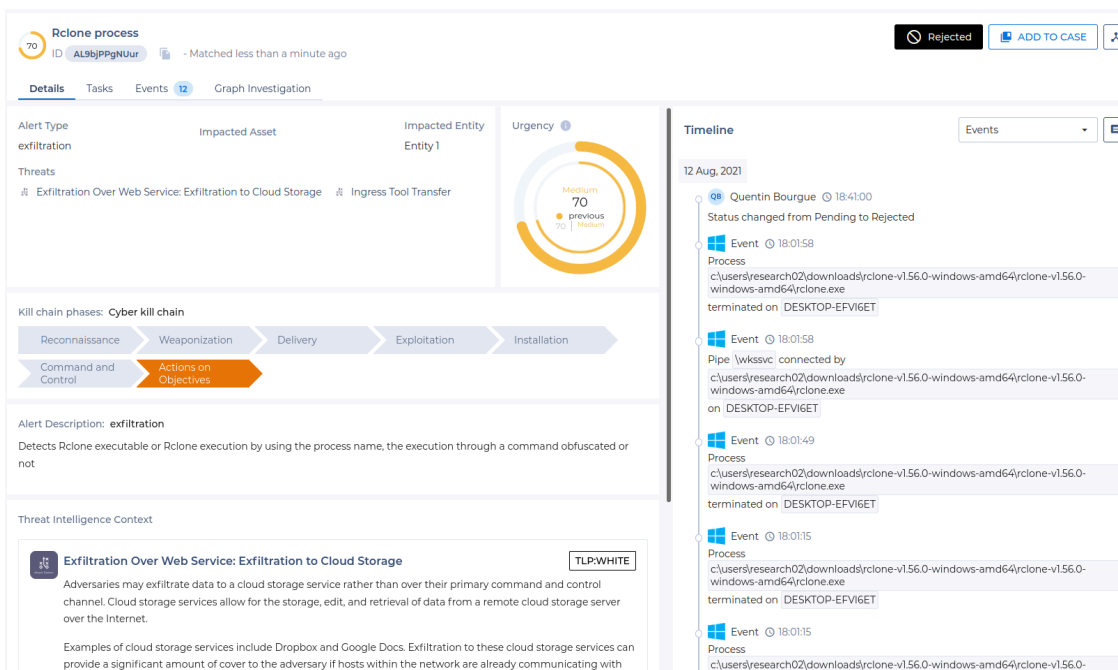 70
Rclone process
ID AL9bjPPgNUur - Matched less than a minute ago
Rejected
ADD TO CASE
Details Tasks Events 12 Graph Investigation
Alert Type
exfiltration
Impacted Asset
Impacted Entity
Entity 1
Threats
Exfiltration Over Web Service: Exfiltration to Cloud Storage Ingress Tool Transfer
Urgency
Medium
70
previous
70 | Medium
Kill chain phases: Cyber kill chain
Reconnaissance Weaponization Delivery Exploitation Installation
Command and
Control
Actions on
Objectives
Alert Description: exfiltration
Detects Rclone executable or Rclone execution by using the process name, the execution through a command obfuscated or
not
Threat Intelligence Context
Exfiltration Over Web Service: Exfiltration to Cloud Storage
TLP:WHITE
Adversaries may exfiltrate data to a cloud storage service rather than over their primary command and control
channel. Cloud storage services allow for the storage, edit, and retrieval of data from a remote cloud storage server
over the Internet.
Examples of cloud storage services include Dropbox and Google Docs. Exfiltration to these cloud storage services can
provide a significant amount of cover to the adversary if hosts within the network are already communicating with
Timeline
Events
12 Aug, 2021
QB Quentin Bourgue 18:41:00
Status changed from Pending to Rejected
Event 18:01:58
Process
c:\users\research02\downloads\rclone-v1.56.0-windows-amd64\rclone-v1.56.0-
windows-amd64\rclone.exe
terminated on DESKTOP-EFVI6ET
Event 18:01:58
Pipe \wkssvc connected by
c:\users\research02\downloads\rclone-v1.56.0-windows-amd64\rclone-v1.56.0-
windows-amd64\rclone.exe
on DESKTOP-EFVI6ET
Event 18:01:49
Process
c:\users\research02\downloads\rclone-v1.56.0-windows-amd64\rclone-v1.56.0-
windows-amd64\rclone.exe
terminated on DESKTOP-EFVI6ET
Event 18:01:15
Process
c:\users\research02\downloads\rclone-v1.56.0-windows-amd64\rclone-v1.56.0-
windows-amd64\rclone.exe
terminated on DESKTOP-EFVI6ET
Event 18:01:15
Process
c:\users\research02\downloads\rclone-v1.56.0-windows-amd64\rclone-v1.56.0-